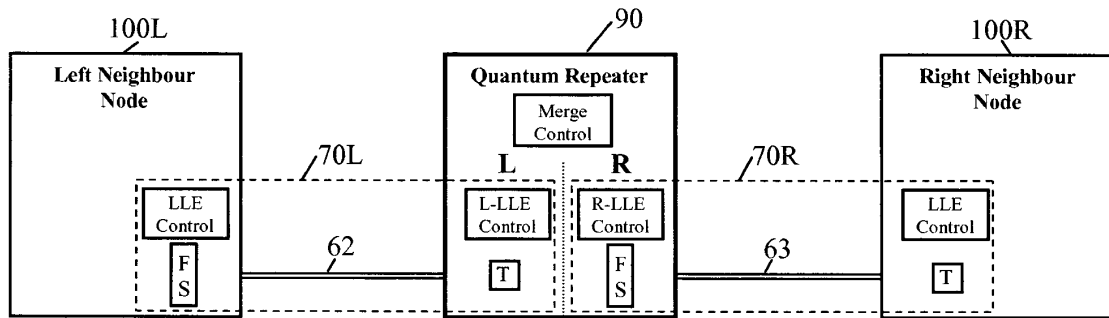 100L
90
100R
Left Neighbour
Node
Quantum Repeater
Right Neighbour
Node
Merge
Control
70L
L
R
70R
LLE
Control
L-LLE
Control
R-LLE
Control
LLE
Control
62
63
F
S
T
F
S
T